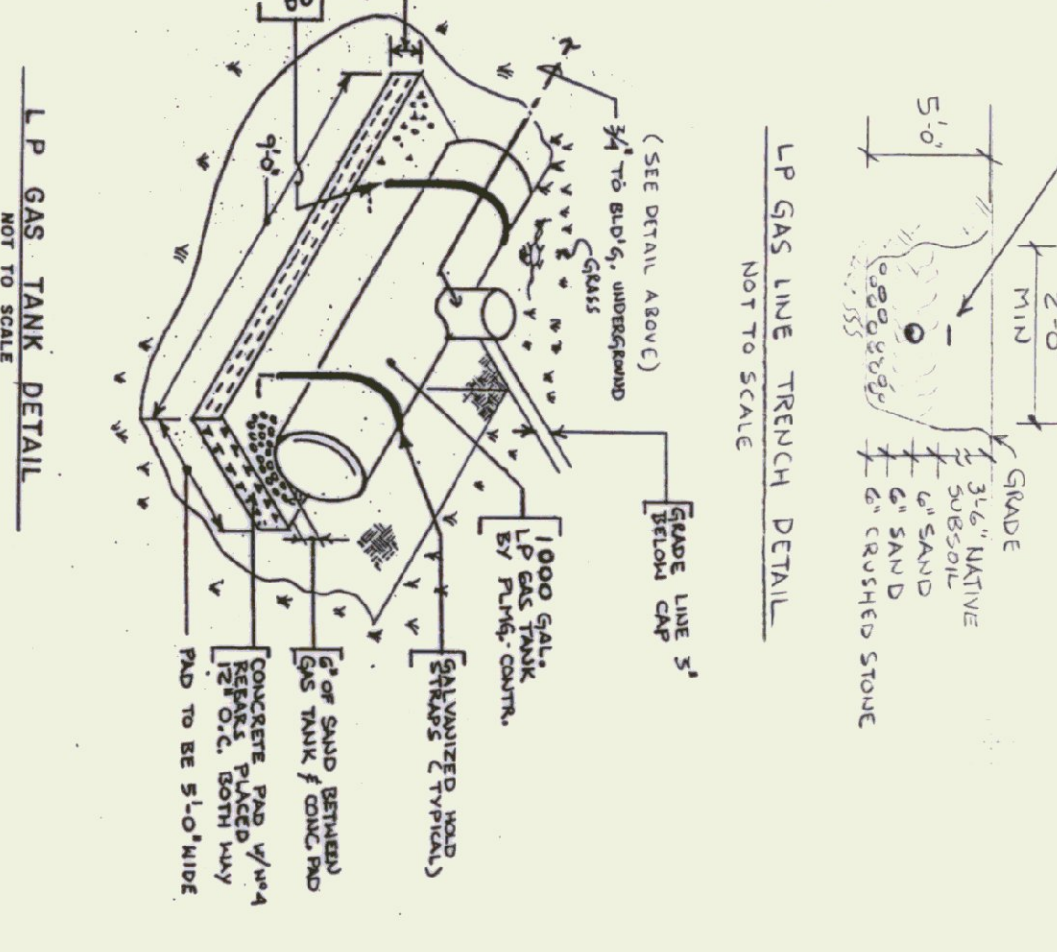 5'-0"
2'-0
MIN
GRADE
3'-6" NATIVE
SUBSOIL
6" SAND
6" SAND
6" CRUSHED STONE
LP GAS LINE TRENCH DETAIL
NOT TO SCALE
(SEE DETAIL ABOVE)
3/4" TO BLD'G, UNDERGROUND
GRASS
9'-0"
GRADE LINE 3"
BELOW CAP
1000 GAL.
LP GAS TANK
BY PLMG. CONTR.
GALVANIZED HOLD
STRAPS (TYPICAL)
6" OF SAND BETWEEN
GAS TANK & CONC. PAD
CONCRETE PAD W/Nº4
REBARS PLACED
12" O.C. BOTH WAY
PAD TO BE 5'-0" WIDE
LP GAS TANK DETAIL
NOT TO SCALE